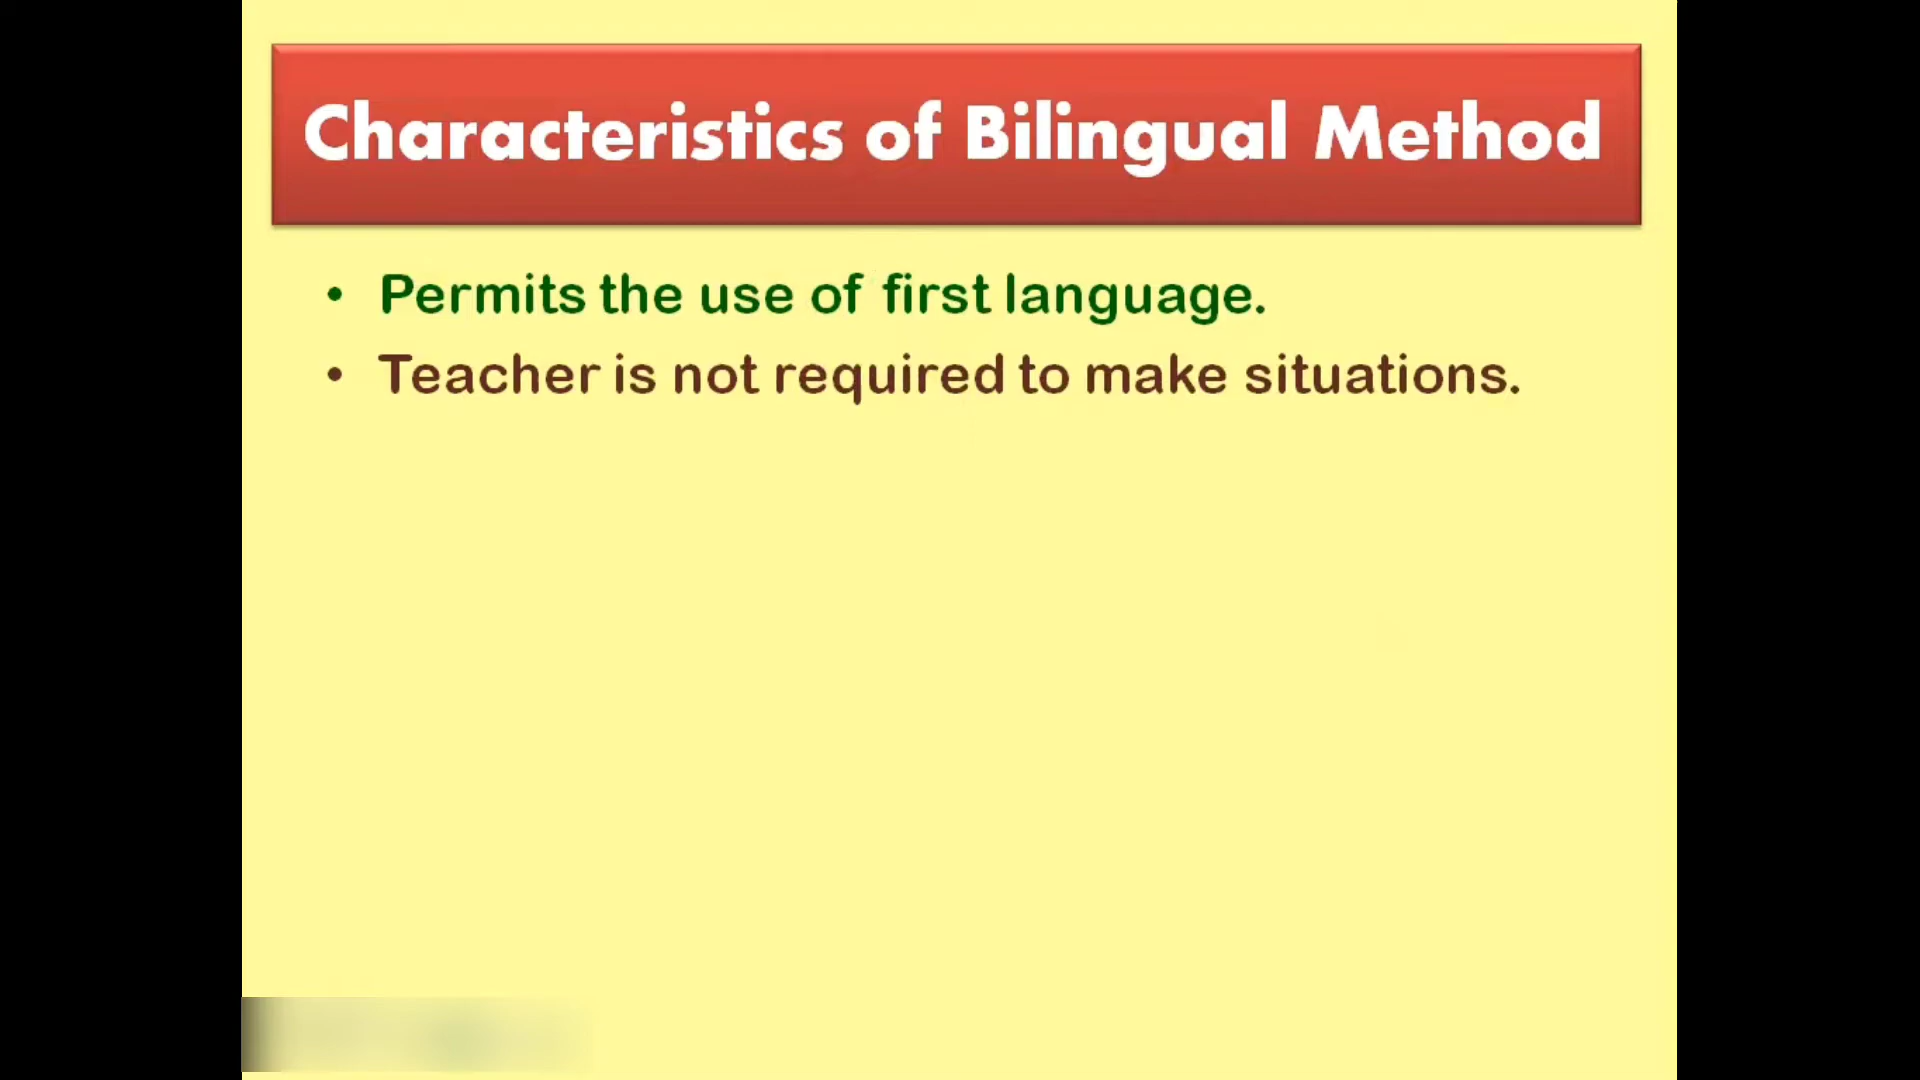 Characteristics of Bilingual Method
• Permits the use of first language.
• Teacher is not required to make situations.